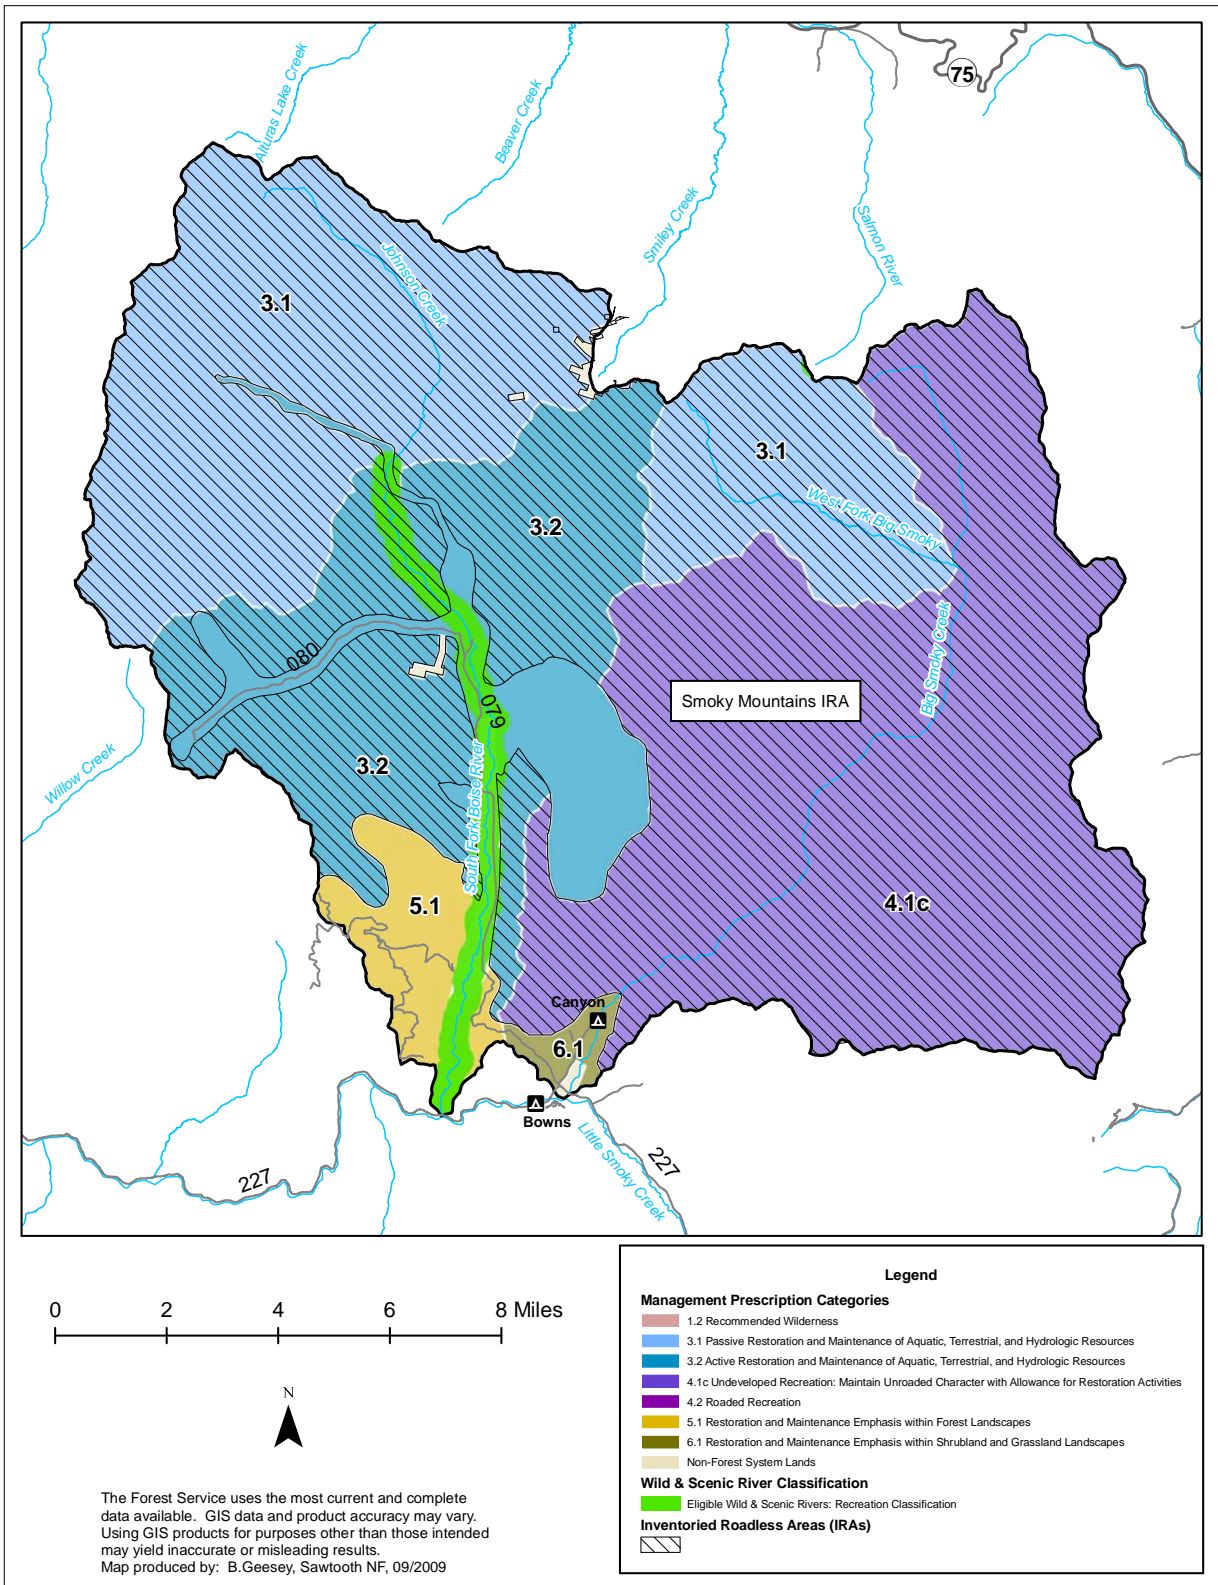 75
Alturas Lake Creek
Beaver Creek
Smiley Creek
Salmon River
Johnson Creek
3.1
3.1
West Fork Big Smoky
3.2
Big Smoky Creek
080
Smoky Mountains IRA
079
Willow Creek
3.2
South Fork Boise River
5.1
4.1c
Canyon
6.1
Bowns
Little Smoky Creek
227
227
0 2 4 6 8 Miles
N
The Forest Service uses the most current and complete
data available. GIS data and product accuracy may vary.
Using GIS products for purposes other than those intended
may yield inaccurate or misleading results.
Map produced by: B.Geesey, Sawtooth NF, 09/2009
Legend
Management Prescription Categories
1.2 Recommended Wilderness
3.1 Passive Restoration and Maintenance of Aquatic, Terrestrial, and Hydrologic Resources
3.2 Active Restoration and Maintenance of Aquatic, Terrestrial, and Hydrologic Resources
4.1c Undeveloped Recreation: Maintain Unroaded Character with Allowance for Restoration Activities
4.2 Roaded Recreation
5.1 Restoration and Maintenance Emphasis within Forest Landscapes
6.1 Restoration and Maintenance Emphasis within Shrubland and Grassland Landscapes
Non-Forest System Lands
Wild & Scenic River Classification
Eligible Wild & Scenic Rivers: Recreation Classification
Inventoried Roadless Areas (IRAs)